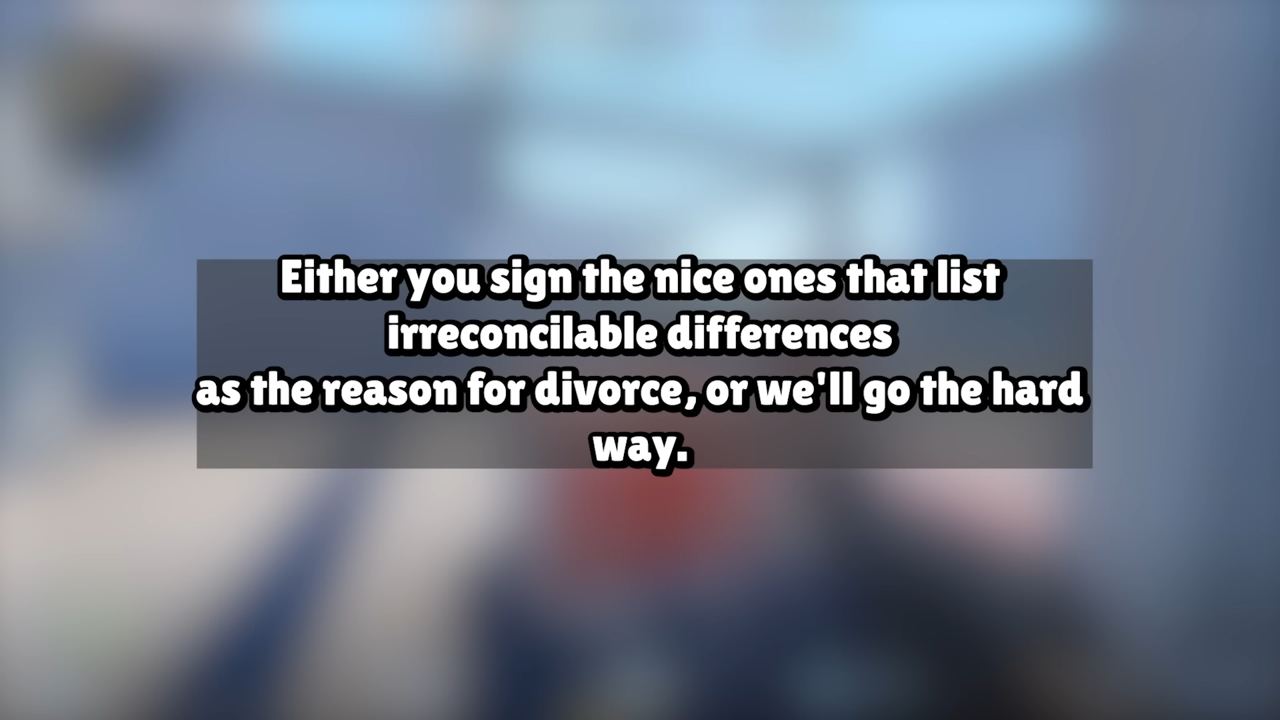 Either you sign the nice ones that list
irreconcilable differences
as the reason for divorce, or we'll go the hard
way.